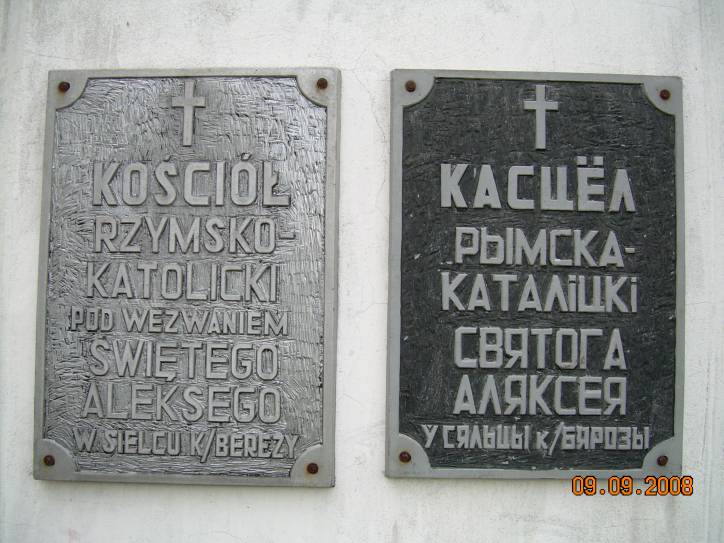 KOŚCIÓŁ
RZYMSKO-
KATOLICKI
POD WEZWANIEM
ŚWIĘTEGO
ALEKSEGO
W SIELCU K/BEREZY
КАСЦЁЛ
РЫМСКА-
КАТАЛІЦКІ
СВЯТОГА
АЛЯКСЕЯ
У СЯЛЬЦЫ К/БЯРОЗЫ
09.09.2008